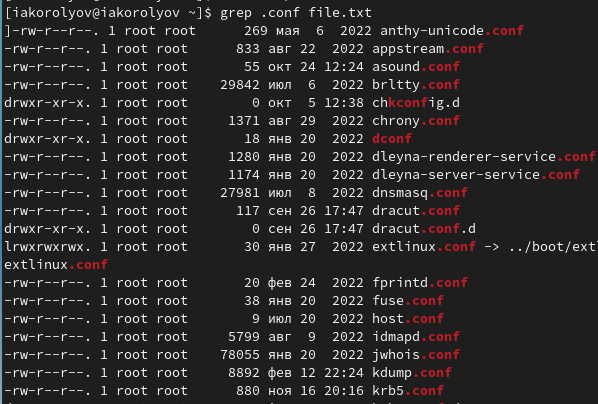 [iakorolyov@iakorolyov ~]$ grep .conf file.txt
]-rw-r--r--. 1 root root 269 мая 6 2022 anthy-unicode.conf
-rw-r--r--. 1 root root 833 авг 22 2022 appstream.conf
-rw-r--r--. 1 root root 55 окт 24 12:24 asound.conf
-rw-r--r--. 1 root root 29842 июл 6 2022 brltty.conf
drwxr-xr-x. 1 root root 0 окт 5 12:38 chkconfig.d
-rw-r--r--. 1 root root 1371 авг 29 2022 chrony.conf
drwxr-xr-x. 1 root root 18 янв 20 2022 dconf
-rw-r--r--. 1 root root 1280 янв 20 2022 dleyna-renderer-service.conf
-rw-r--r--. 1 root root 1174 янв 20 2022 dleyna-server-service.conf
-rw-r--r--. 1 root root 27981 июл 8 2022 dnsmasq.conf
-rw-r--r--. 1 root root 117 сен 26 17:47 dracut.conf
drwxr-xr-x. 1 root root 0 сен 26 17:47 dracut.conf.d
lrwxrwxrwx. 1 root root 30 янв 27 2022 extlinux.conf -> ../boot/extl
extlinux.conf
-rw-r--r--. 1 root root 20 фев 24 2022 fprintd.conf
-rw-r--r--. 1 root root 38 янв 20 2022 fuse.conf
-rw-r--r--. 1 root root 9 июл 20 2022 host.conf
-rw-r--r--. 1 root root 5799 авг 9 2022 idmapd.conf
-rw-r--r--. 1 root root 78055 янв 20 2022 jwhois.conf
-rw-r--r--. 1 root root 8892 фев 12 22:24 kdump.conf
-rw-r--r--. 1 root root 880 ноя 16 20:16 krb5.conf